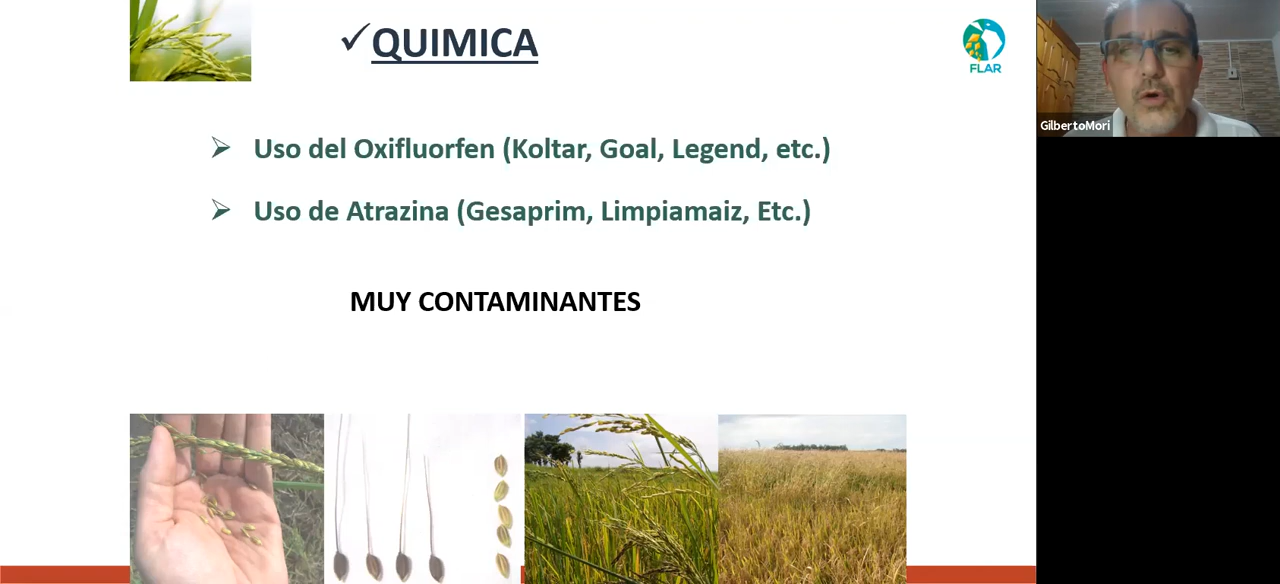 QUIMICA
FLAR
GilbertoMori
Uso del Oxifluorfen (Koltar, Goal, Legend, etc.)
Uso de Atrazina (Gesaprim, Limpiamaiz, Etc.)
MUY CONTAMINANTES